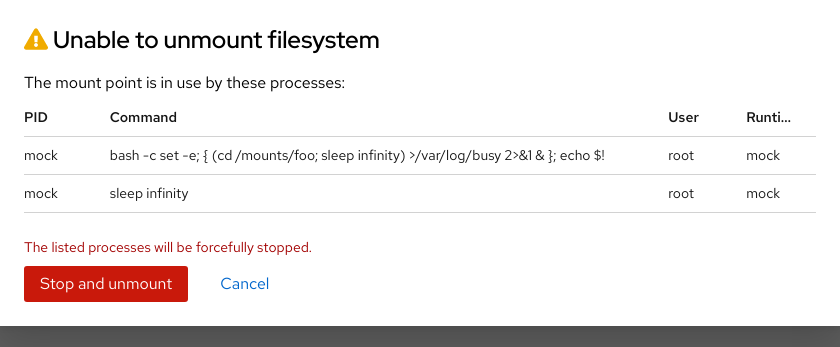 Unable to unmount filesystem
The mount point is in use by these processes:
PID Command User Runti...
mock bash -c set -e; { (cd /mounts/foo; sleep infinity) >/var/log/busy 2>&1 & }; echo $! root mock
mock sleep infinity root mock
The listed processes will be forcefully stopped.
Stop and unmount Cancel